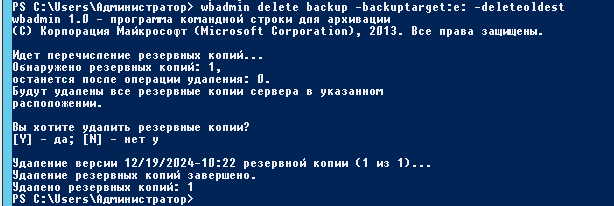 PS C:\Users\Администратор> wbadmin delete backup -backuptarget:e: -deleteoldest
wbadmin 1.0 - программа командной строки для архивации
(C) Корпорация Майкрософт (Microsoft Corporation), 2013. Все права защищены.
Идет перечисление резервных копий...
Обнаружено резервных копий: 1,
останется после операции удаления: 0.
Будут удалены все резервные копии сервера в указанном
расположении.
Вы хотите удалить резервные копии?
[Y] - да; [N] - нет y
Удаление версии 12/19/2024-10:22 резервной копии (1 из 1)...
Удаление резервных копий завершено.
Удалено резервных копий: 1
PS C:\Users\Администратор>